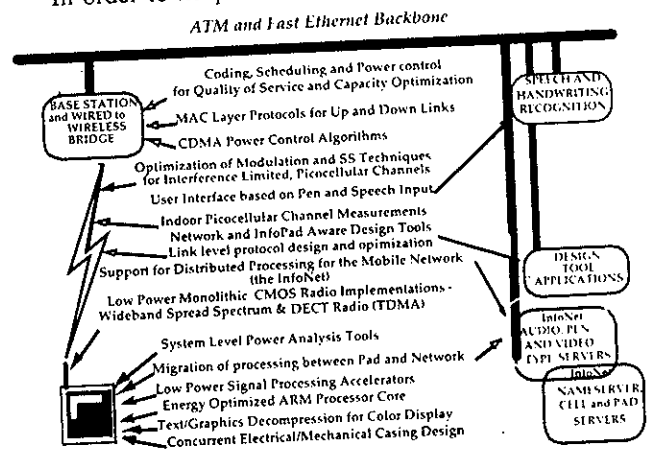 In order to
ATM and Fast Ethernet Backbone
Coding, Scheduling and Power control
for Quality of Service and Capacity Optimization
BASE STATION
and WIRED to
WIRELESS
BRIDGE
SPEECH AND
HANDWRITING
RECOGNITION
MAC Layer Protocols for Up and Down Links
CDMA Power Control Algorithms
Optimization of Modulation and SS Techniques
for Interference Limited, Picocellular Channels
User Interface based on Pen and Speech Input
Indoor Picocellular Channel Measurements
Network and InfoPad Aware Design Tools
Link level protocol design and opimization
Support for Distributed Processing for the Mobile Network
(the InfoNet)
DESIGN
TOOL
APPLICATIONS
Low Power Monolithic CMOS Radio Implementations -
Wideband Spread Spectrum & DECT Radio (TDMA)
InfoNet
AUDIO, PEN
AND VIDEO
TYPE SERVERS
System Level Power Analysis Tools
Migration of processing between Pad and Network
Low Power Signal Processing Accelerators
Energy Optimized ARM Processor Core
Text/Graphics Decompression for Color Display
Concurrent Electrical/Mechanical Casing Design
InfoNet
NAMESERVER,
CELL and PAD
SERVERS